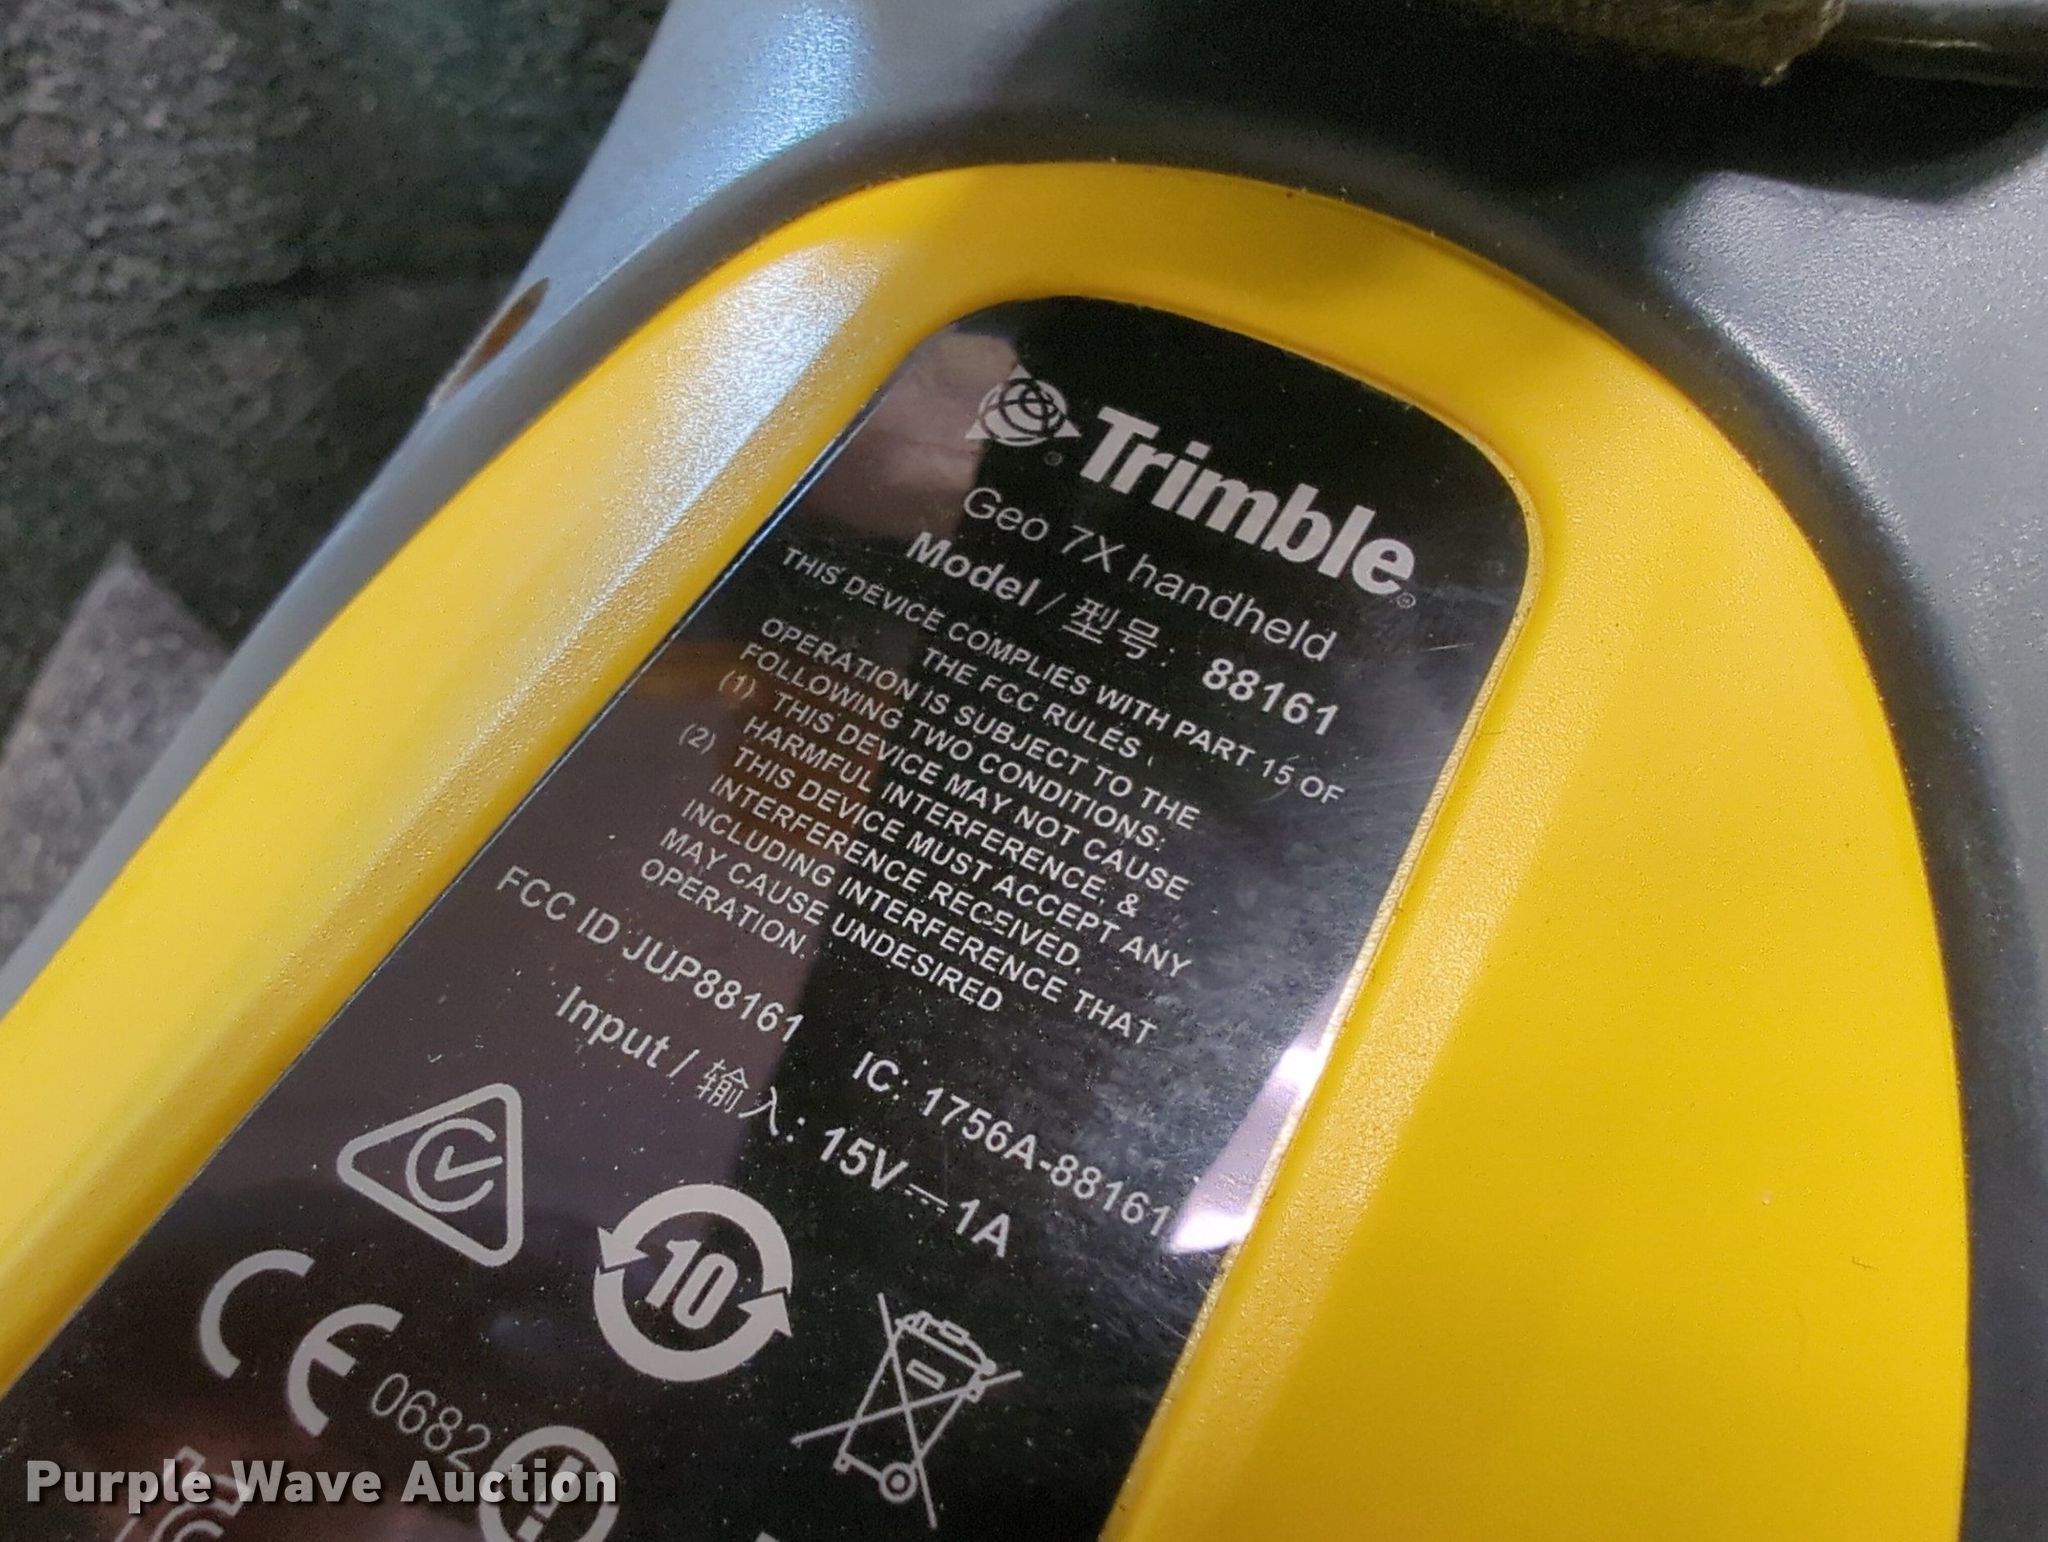 Trimble®
Geo 7X handheld
Model / 型号: 88161
THIS DEVICE COMPLIES WITH PART 15 OF
THE FCC RULES
OPERATION IS SUBJECT TO THE
FOLLOWING TWO CONDITIONS:
(1) THIS DEVICE MAY NOT CAUSE
HARMFUL INTERFERENCE, &
(2) THIS DEVICE MUST ACCEPT ANY
INTERFERENCE RECEIVED,
INCLUDING INTERFERENCE THAT
MAY CAUSE UNDESIRED
OPERATION.
FCC ID JUP88161 IC: 1756A-88161
Input / 输入: 15V ⎓ 1A
10
CE 0682
Purple Wave Auction